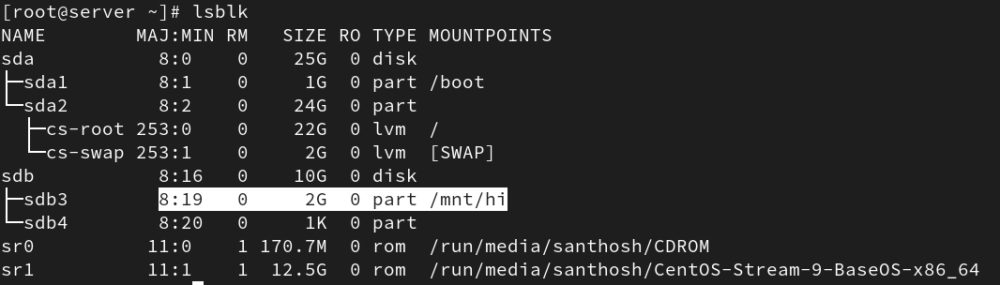 [root@server ~]# lsblk
NAME        MAJ:MIN RM   SIZE RO TYPE MOUNTPOINTS
sda           8:0    0    25G  0 disk
├─sda1        8:1    0     1G  0 part /boot
└─sda2        8:2    0    24G  0 part
  ├─cs-root 253:0    0    22G  0 lvm  /
  └─cs-swap 253:1    0     2G  0 lvm  [SWAP]
sdb           8:16   0    10G  0 disk
├─sdb3        8:19   0     2G  0 part /mnt/hi
└─sdb4        8:20   0     1K  0 part
sr0          11:0    1 170.7M  0 rom  /run/media/santhosh/CDROM
sr1          11:1    1  12.5G  0 rom  /run/media/santhosh/CentOS-Stream-9-BaseOS-x86_64